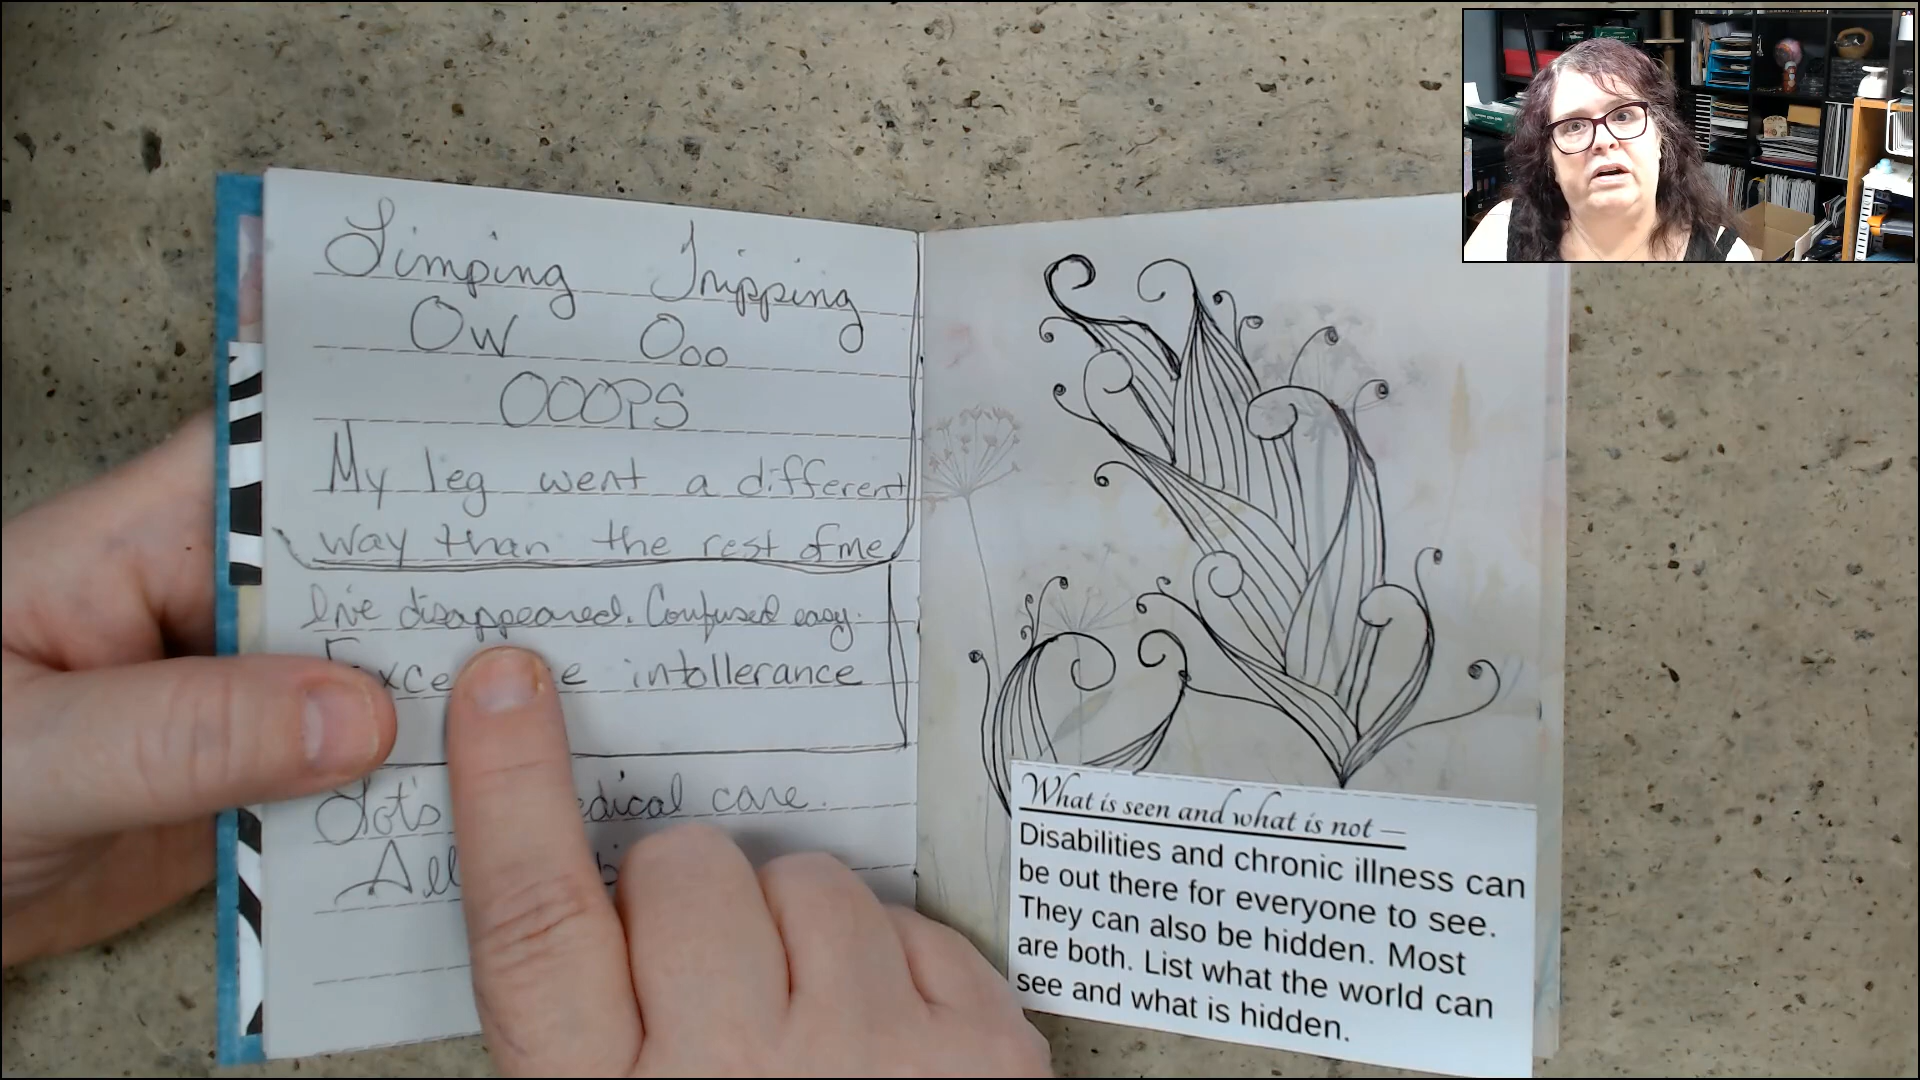 Limping Tripping
Ow Ooo
OOOPS
My leg went a different
way than the rest of me
I've disappeared. Confused easy.
intollerance
Lot's care.
What is seen and what is not —
Disabilities and chronic illness can
be out there for everyone to see.
They can also be hidden. Most
are both. List what the world can
see and what is hidden.